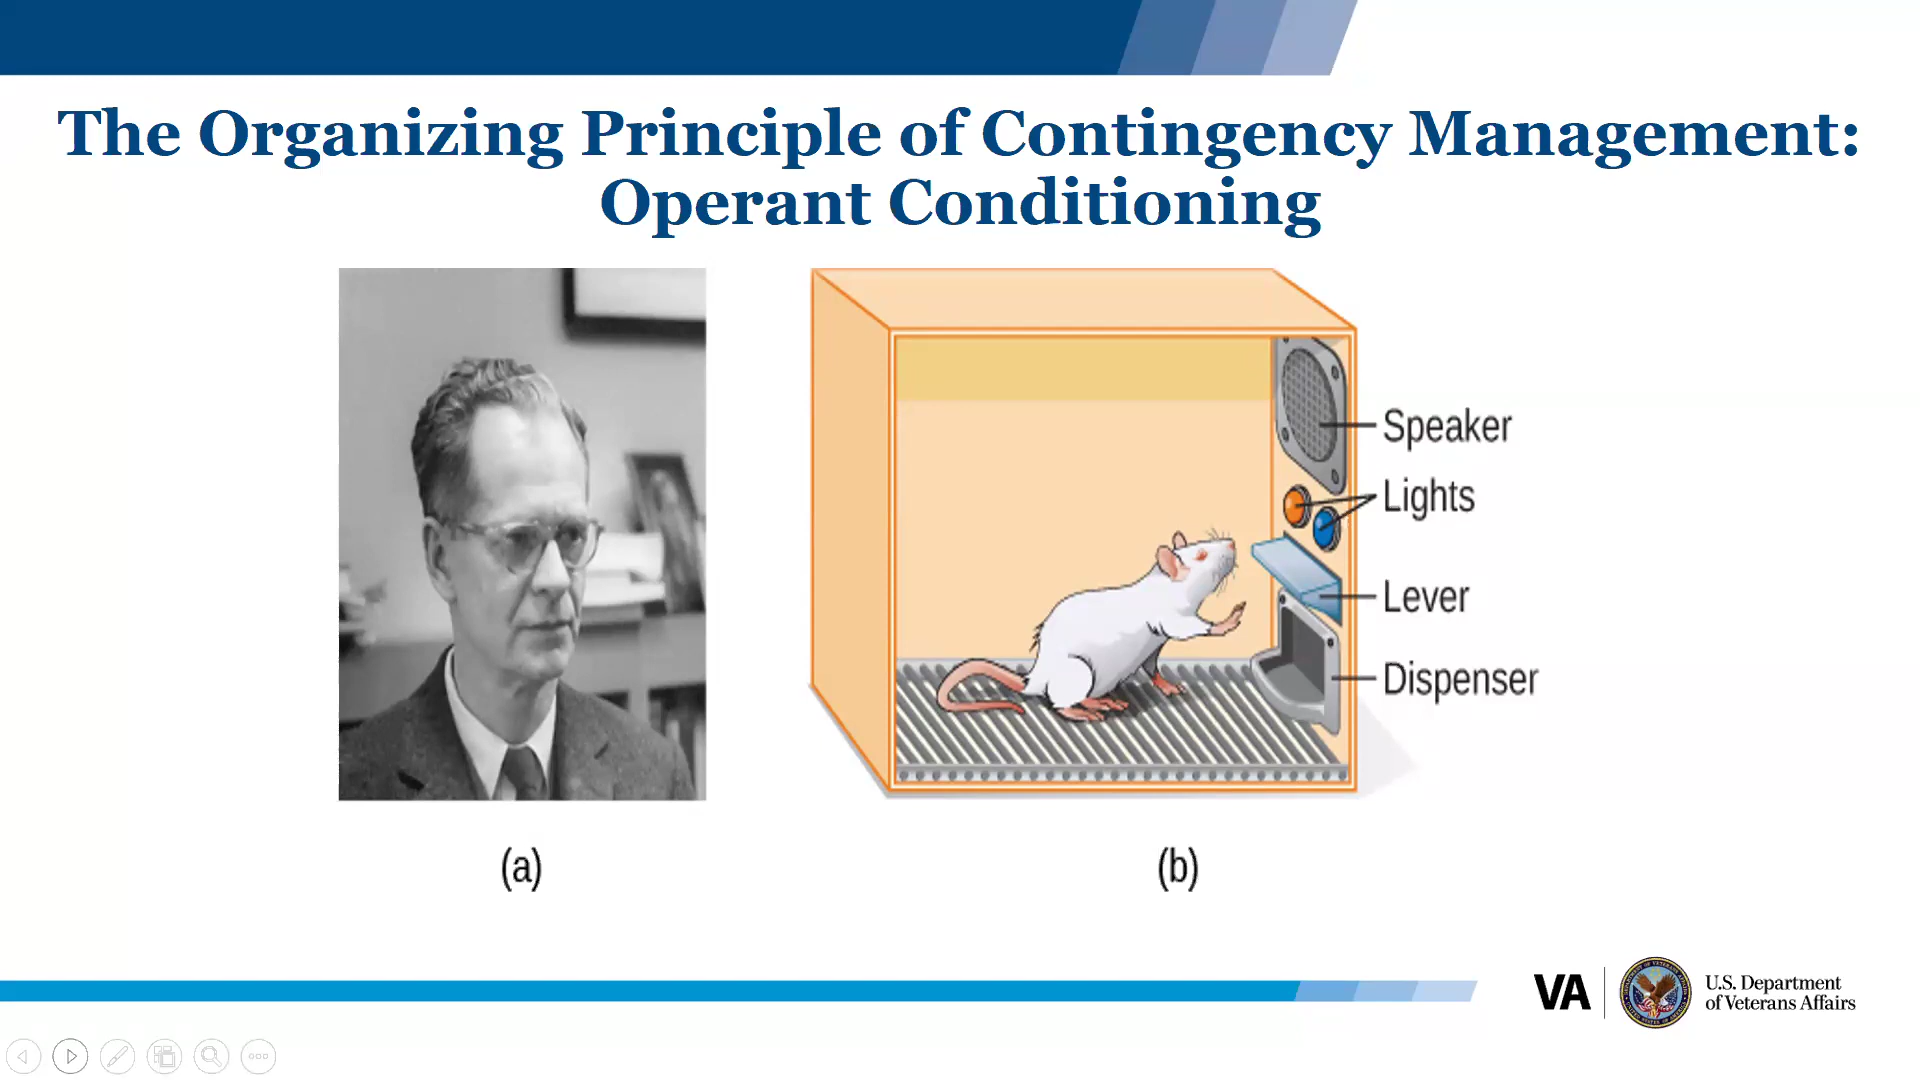 The Organizing Principle of Contingency Management:
Operant Conditioning
Speaker
Lights
Lever
Dispenser
(a)
(b)
VA
U.S. Department
of Veterans Affairs